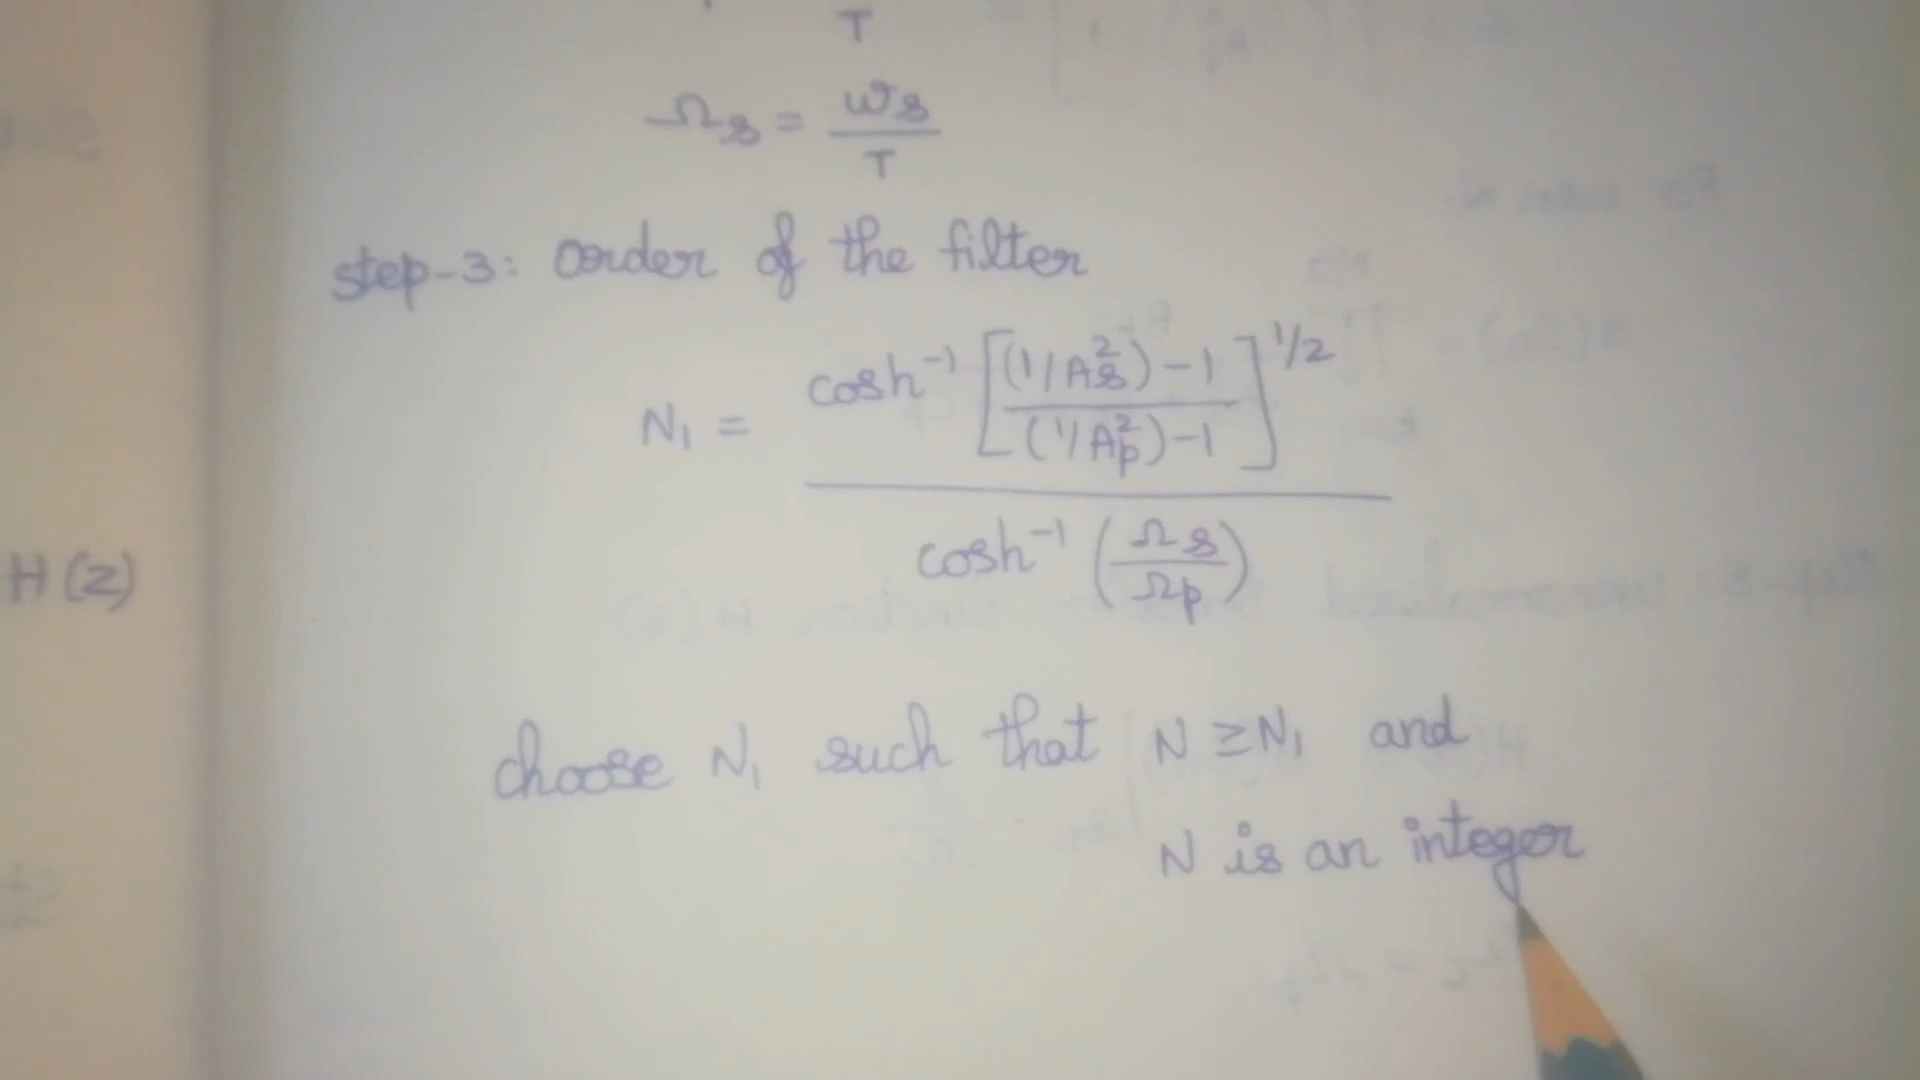 T
Ωs = ωs / T
step-3: Order of the filter
N₁ = cosh⁻¹ [((1/As²)-1) / ((1/Ap²)-1)]^1/2 / cosh⁻¹ (Ωs / Ωp)
H(z)
choose N₁ such that N ≥ N₁ and
N is an integer